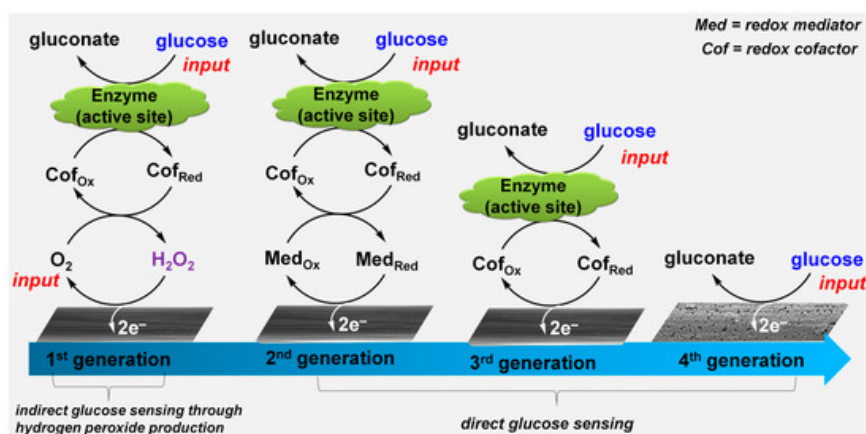 Med = redox mediator
Cof = redox cofactor
gluconate glucose
input
Enzyme
(active site)
Cof_Ox Cof_Red
O₂ H₂O₂
input
2e⁻
1st generation
gluconate glucose
input
Enzyme
(active site)
Cof_Ox Cof_Red
Med_Ox Med_Red
2e⁻
2nd generation
gluconate glucose
input
Enzyme
(active site)
Cof_Ox Cof_Red
2e⁻
3rd generation
gluconate glucose
input
2e⁻
4th generation
indirect glucose sensing through
hydrogen peroxide production
direct glucose sensing